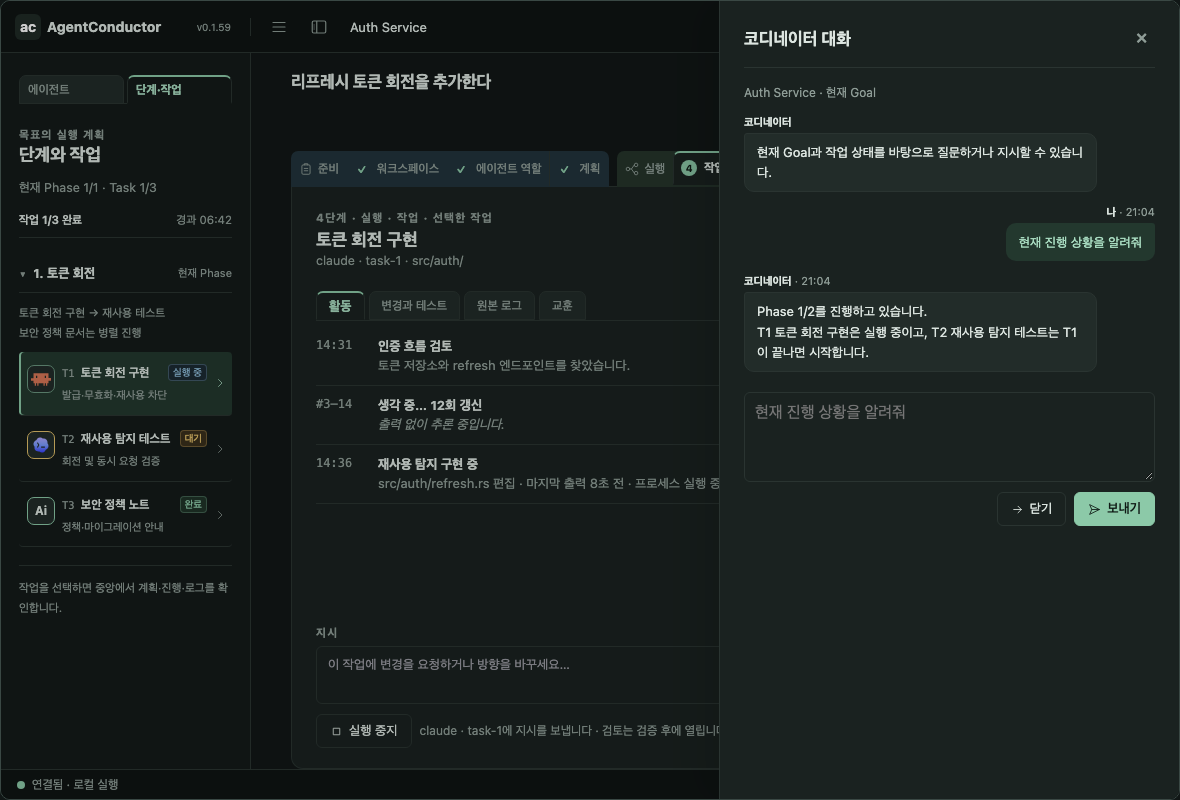 ac AgentConductor v0.1.59 Auth Service
에이전트 단계·작업
목표의 실행 계획
단계와 작업
현재 Phase 1/1 · Task 1/3
작업 1/3 완료 경과 06:42
1. 토큰 회전 현재 Phase
토큰 회전 구현 → 재사용 테스트
보안 정책 문서는 병렬 진행
T1 토큰 회전 구현 실행 중
발급·무효화·재사용 차단
T2 재사용 탐지 테스트 대기
회전 및 동시 요청 검증
Ai T3 보안 정책 노트 완료
정책·마이그레이션 안내
작업을 선택하면 중앙에서 계획·진행·로그를 확
인합니다.
연결됨 · 로컬 실행
리프레시 토큰 회전을 추가한다
준비 ✓ 워크스페이스 ✓ 에이전트 역할 ✓ 계획 실행 4
4단계 · 실행 · 작업 · 선택한 작업
토큰 회전 구현
claude · task-1 · src/auth/
활동 변경과 테스트 원본 로그 교훈
14:31 인증 흐름 검토
토큰 저장소와 refresh 엔드포인트를 찾았습니다.
#3–14 생각 중… 12회 갱신
출력 없이 추론 중입니다.
14:36 재사용 탐지 구현 중
src/auth/refresh.rs 편집 · 마지막 출력 8초 전 · 프로세스 실행 중
지시
이 작업에 변경을 요청하거나 방향을 바꾸세요...
실행 중지 claude · task-1에 지시를 보냅니다 · 검토는 검증 후에 열립니다
코디네이터 대화 ×
Auth Service · 현재 Goal
코디네이터
현재 Goal과 작업 상태를 바탕으로 질문하거나 지시할 수 있습니
다.
나 · 21:04
현재 진행 상황을 알려줘
코디네이터 · 21:04
Phase 1/2를 진행하고 있습니다.
T1 토큰 회전 구현은 실행 중이고, T2 재사용 탐지 테스트는 T1
이 끝나면 시작합니다.
현재 진행 상황을 알려줘
→ 닫기 보내기